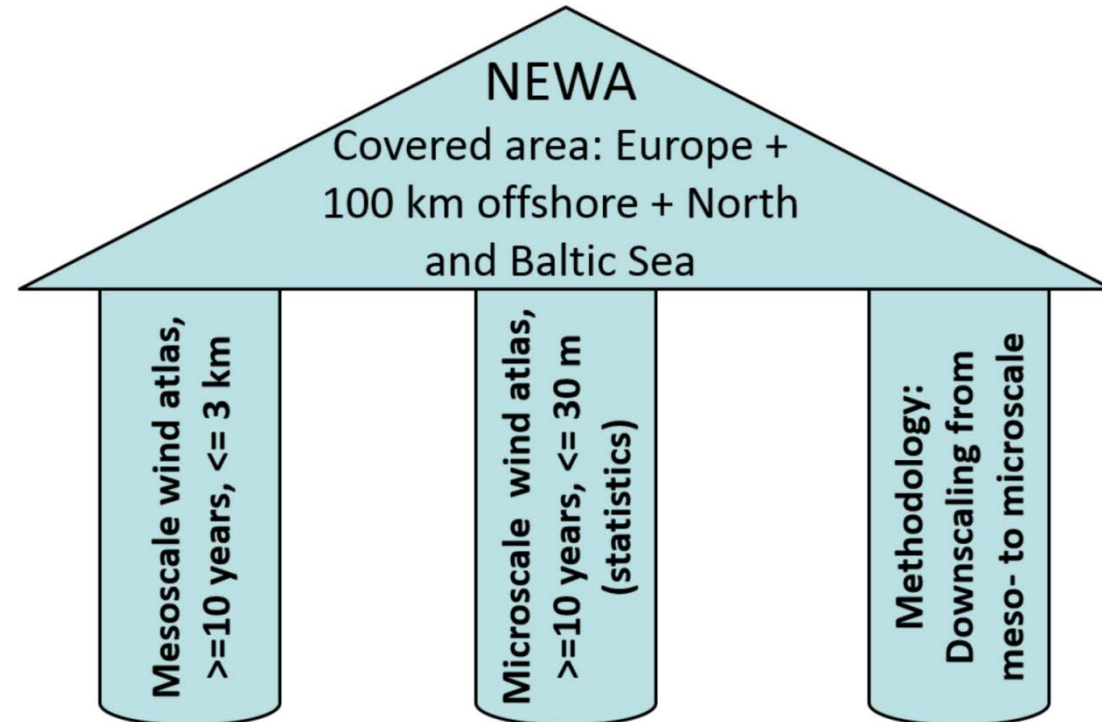 NEWA
Covered area: Europe +
100 km offshore + North
and Baltic Sea
Mesoscale wind atlas,
>=10 years, <= 3 km
Microscale wind atlas,
>=10 years, <= 30 m
(statistics)
Methodology:
Downscaling from
meso- to microscale